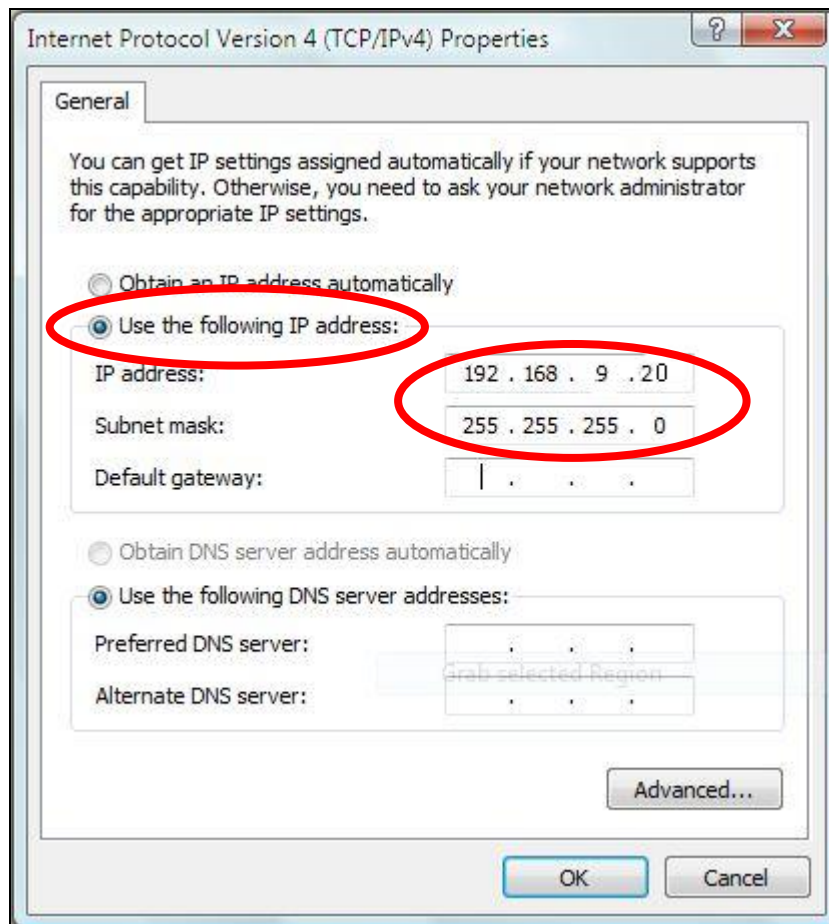 Internet Protocol Version 4 (TCP/IPv4) Properties
General
You can get IP settings assigned automatically if your network supports
this capability. Otherwise, you need to ask your network administrator
for the appropriate IP settings.
Obtain an IP address automatically
Use the following IP address:
IP address: 192 . 168 . 9 . 20
Subnet mask: 255 . 255 . 255 . 0
Default gateway: . . .
Obtain DNS server address automatically
Use the following DNS server addresses:
Preferred DNS server: . . .
Grab selected Region
Alternate DNS server: . . .
Advanced...
OK Cancel